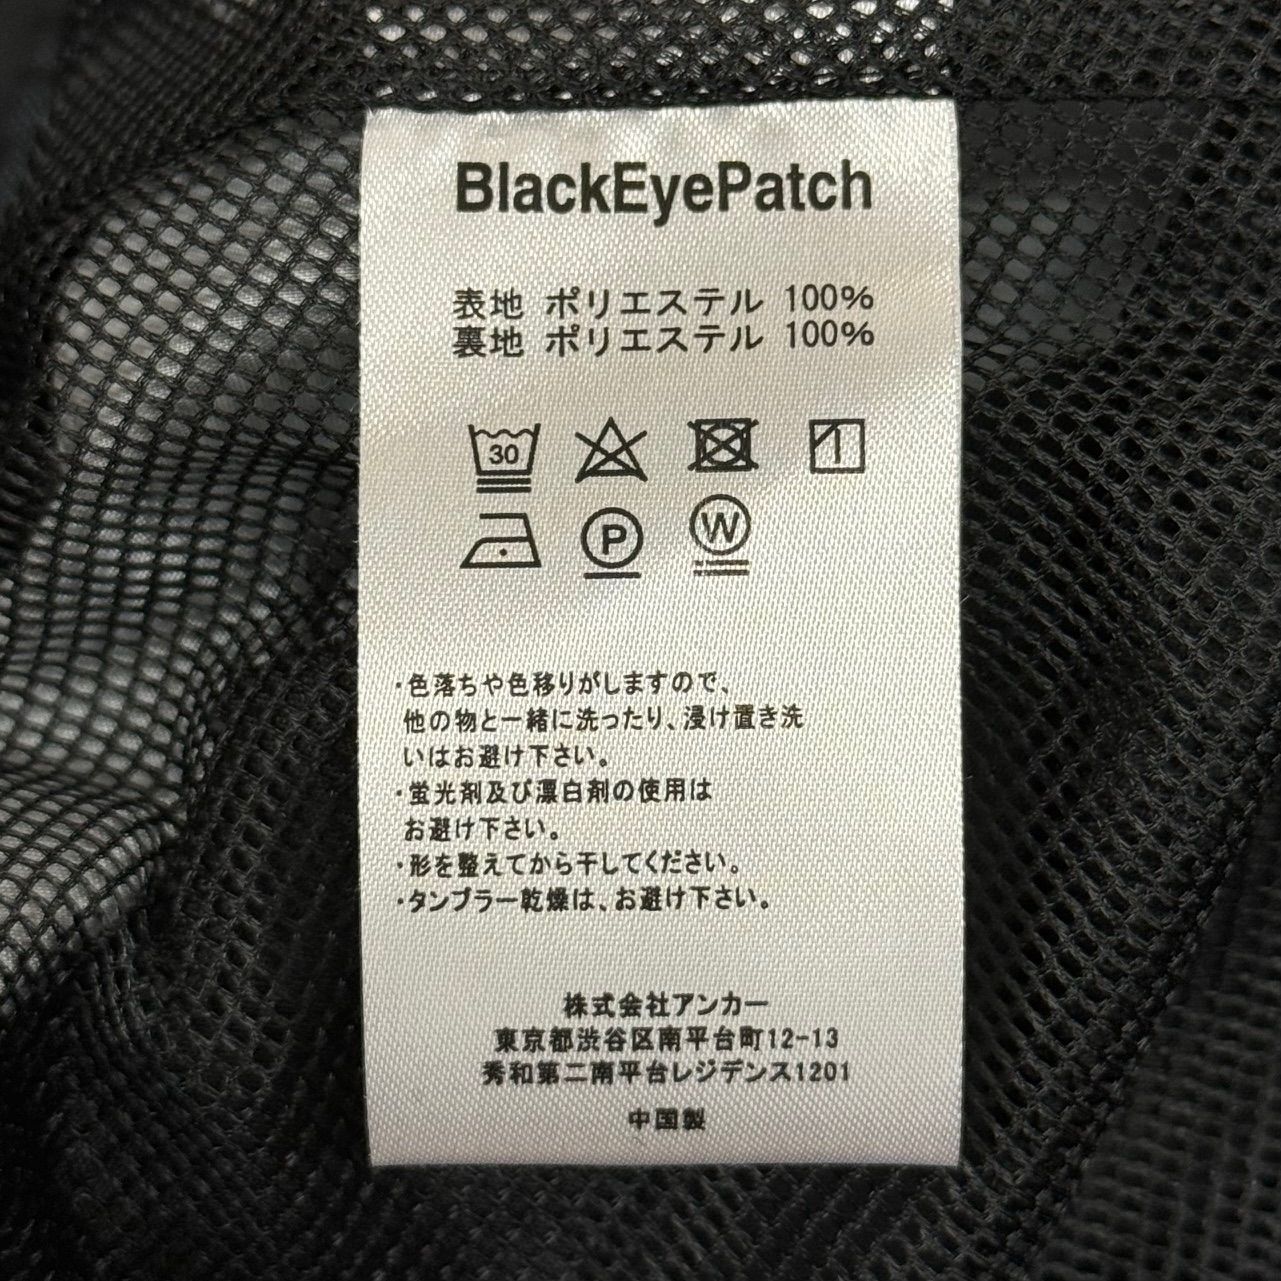 BlackEyePatch
表地 ポリエステル 100%
裏地 ポリエステル 100%
30
P
W
・色落ちや色移りがしますので、
他の物と一緒に洗ったり、浸け置き洗
いはお避け下さい。
・蛍光剤及び漂白剤の使用は
お避け下さい。
・形を整えてから干してください。
・タンブラー乾燥は、お避け下さい。
株式会社アンカー
東京都渋谷区南平台町12-13
秀和第二南平台レジデンス1201
中国製